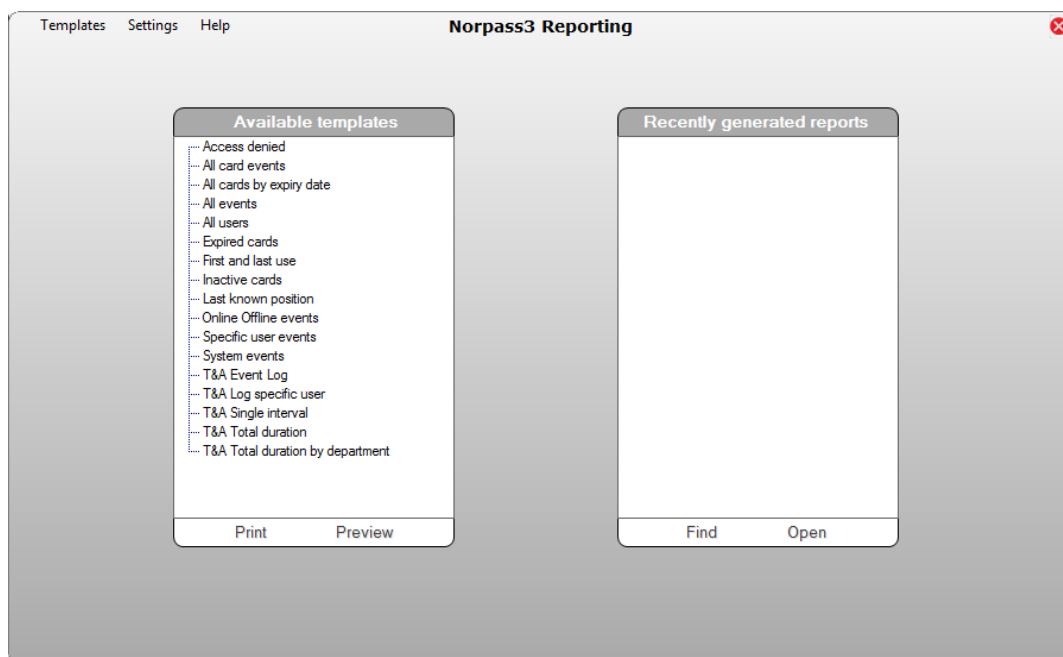 Templates Settings Help Norpass3 Reporting
Available templates
Access denied
All card events
All cards by expiry date
All events
All users
Expired cards
First and last use
Inactive cards
Last known position
Online Offline events
Specific user events
System events
T&A Event Log
T&A Log specific user
T&A Single interval
T&A Total duration
T&A Total duration by department
Print Preview
Recently generated reports
Find Open